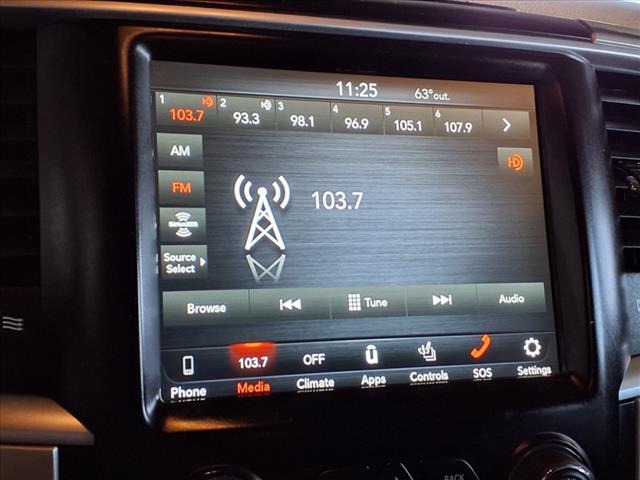 11:25 63°out.
1 103.7 2 93.3 3 98.1 4 96.9 5 105.1 6 107.9
AM
FM
SiriusXM
Source
Select
103.7
Browse Tune Audio
103.7 OFF
Phone Media Climate Apps Controls SOS Settings
BACK